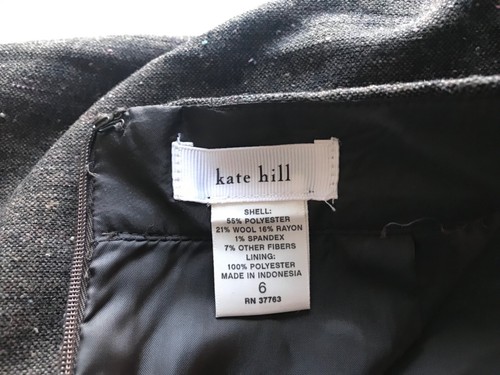 kate hill
SHELL:
55% POLYESTER
21% WOOL 16% RAYON
1% SPANDEX
7% OTHER FIBERS
LINING:
100% POLYESTER
MADE IN INDONESIA
6
RN 37763